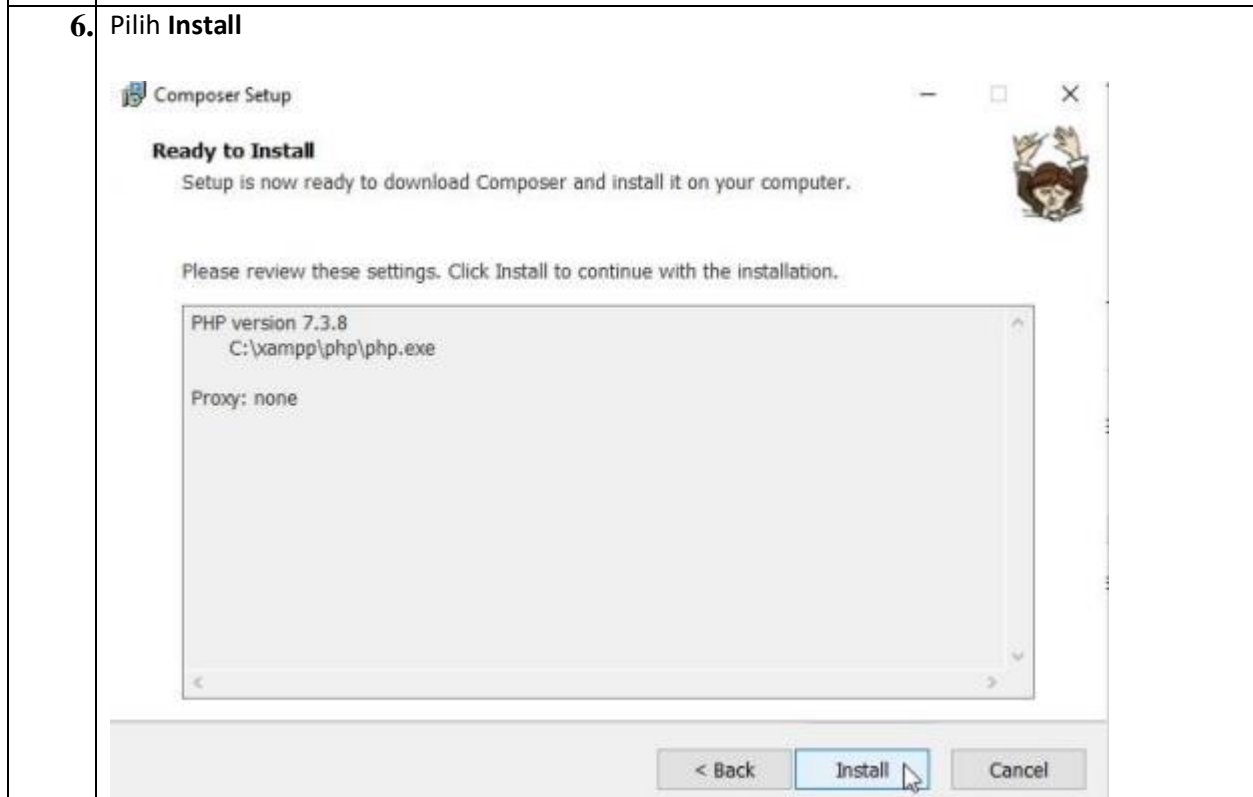 6. Pilih Install
Composer Setup
Ready to Install
Setup is now ready to download Composer and install it on your computer.
Please review these settings. Click Install to continue with the installation.
PHP version 7.3.8
C:\xampp\php\php.exe
Proxy: none
< Back Install Cancel